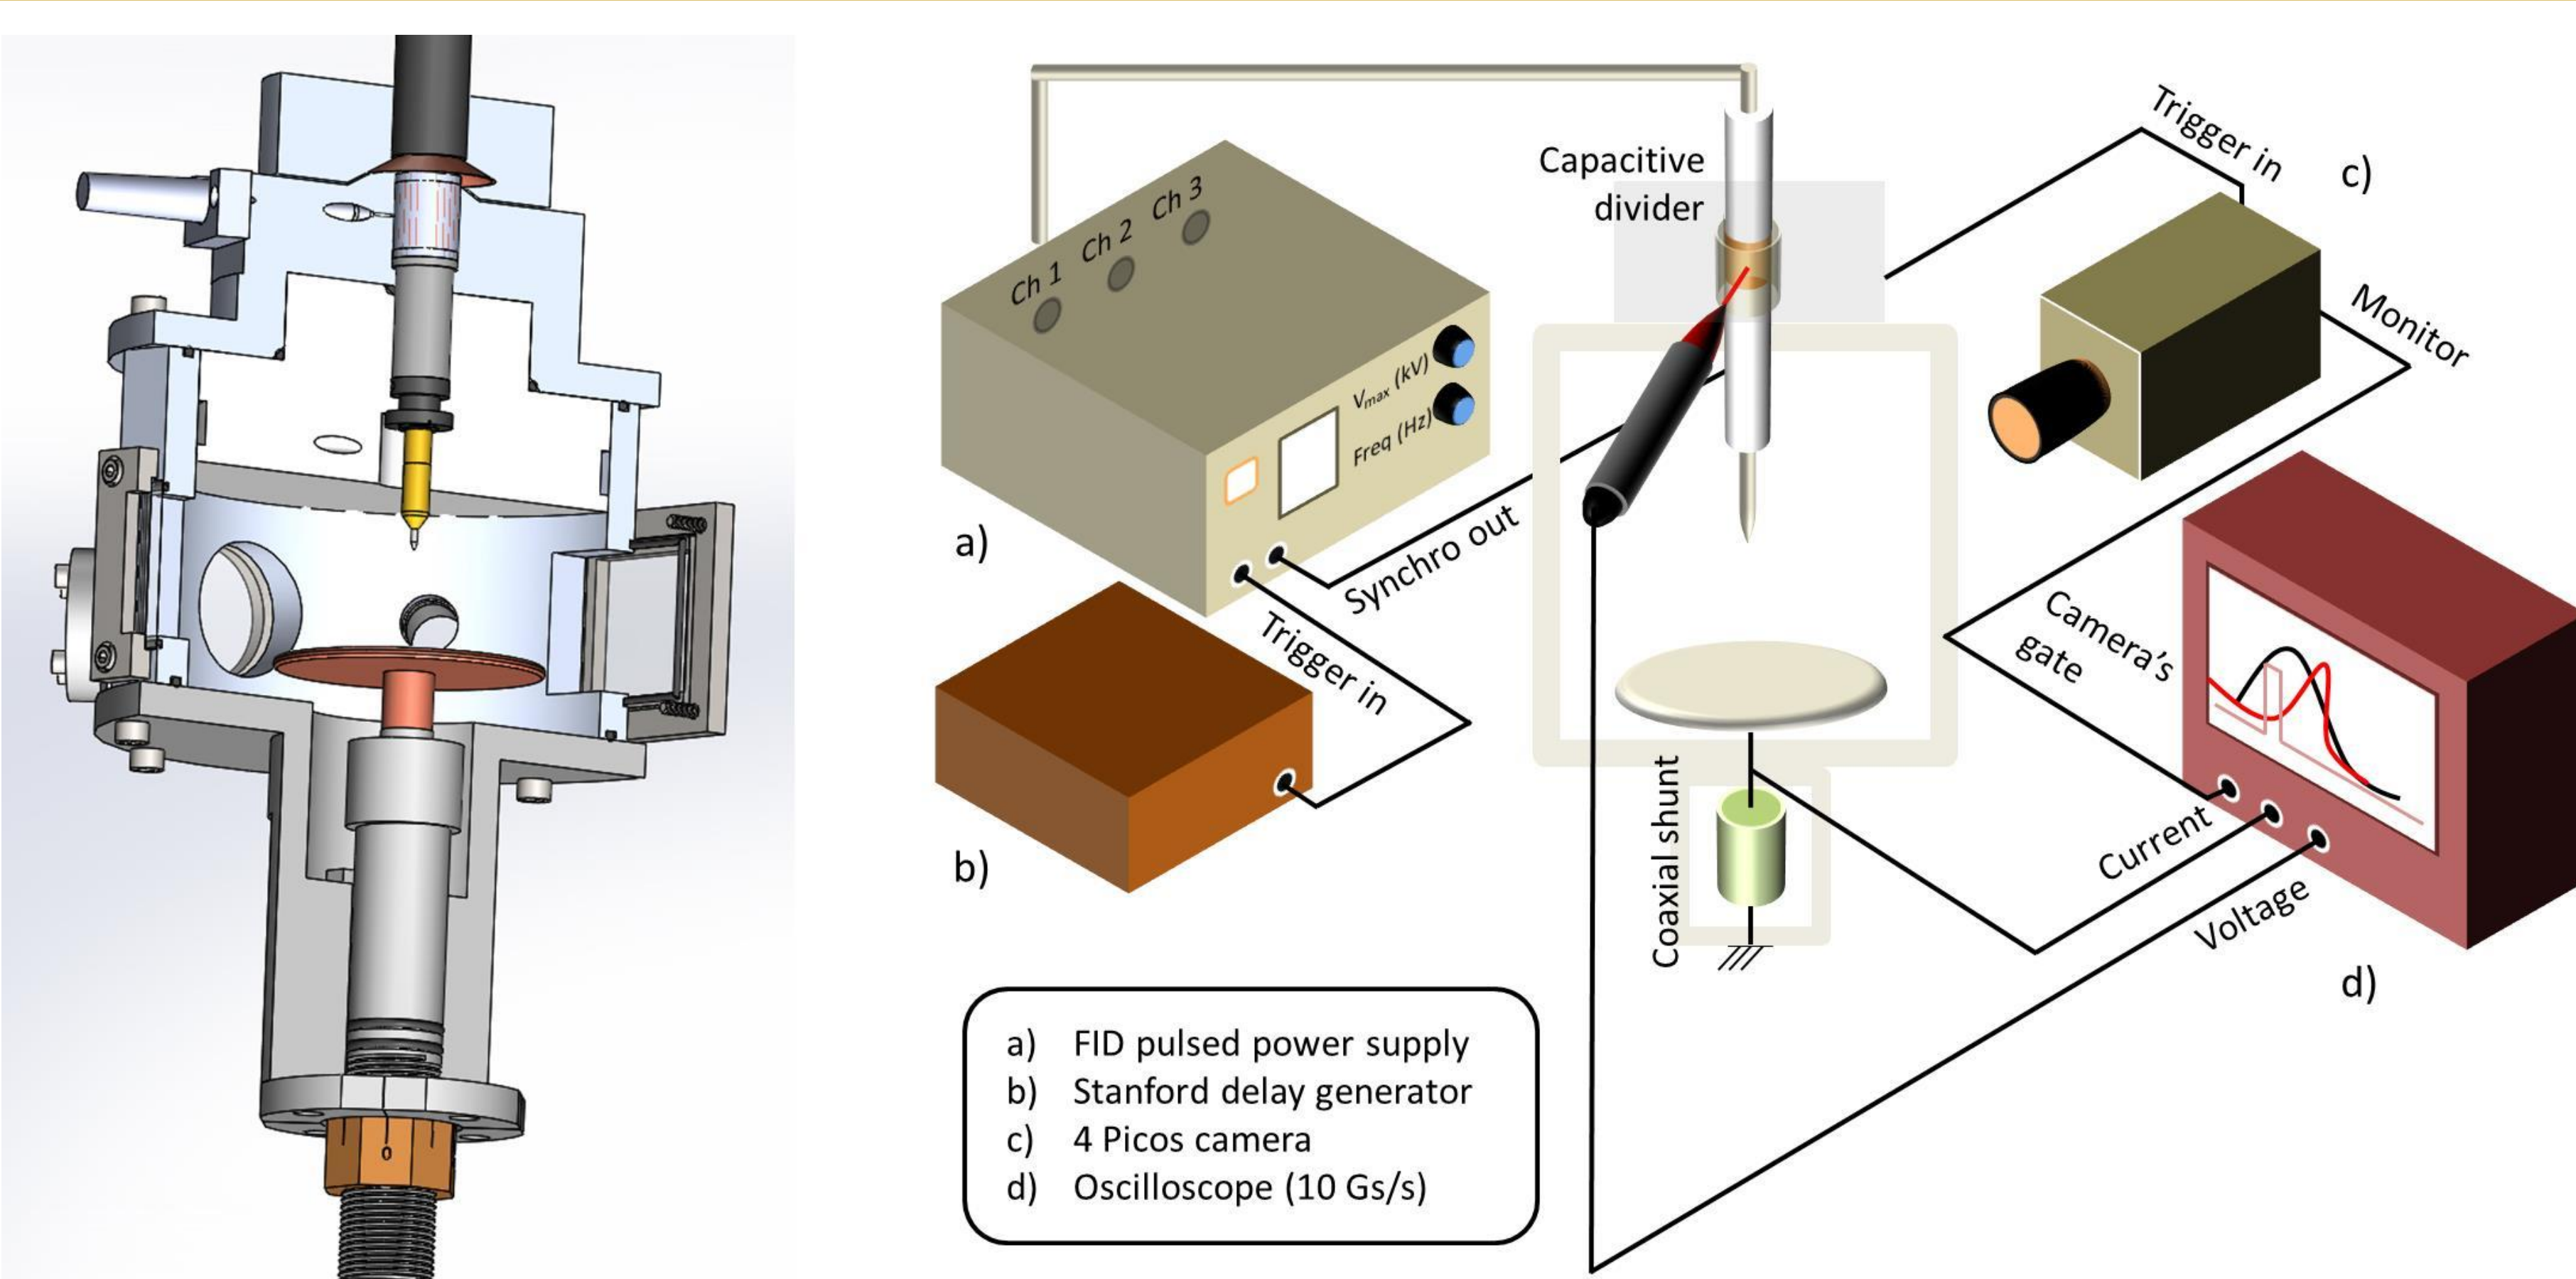 0
Capacitive
divider
Ch 1
Ch 2
Ch 3
Vmax (kV)
Freq (Hz)
a)
Synchro out
Trigger in
b)
Coaxial shunt
Trigger in
c)
Monitor
Camera's
gate
Current
Voltage
d)
a) FID pulsed power supply
b) Stanford delay generator
c) 4 Picos camera
d) Oscilloscope (10 Gs/s)